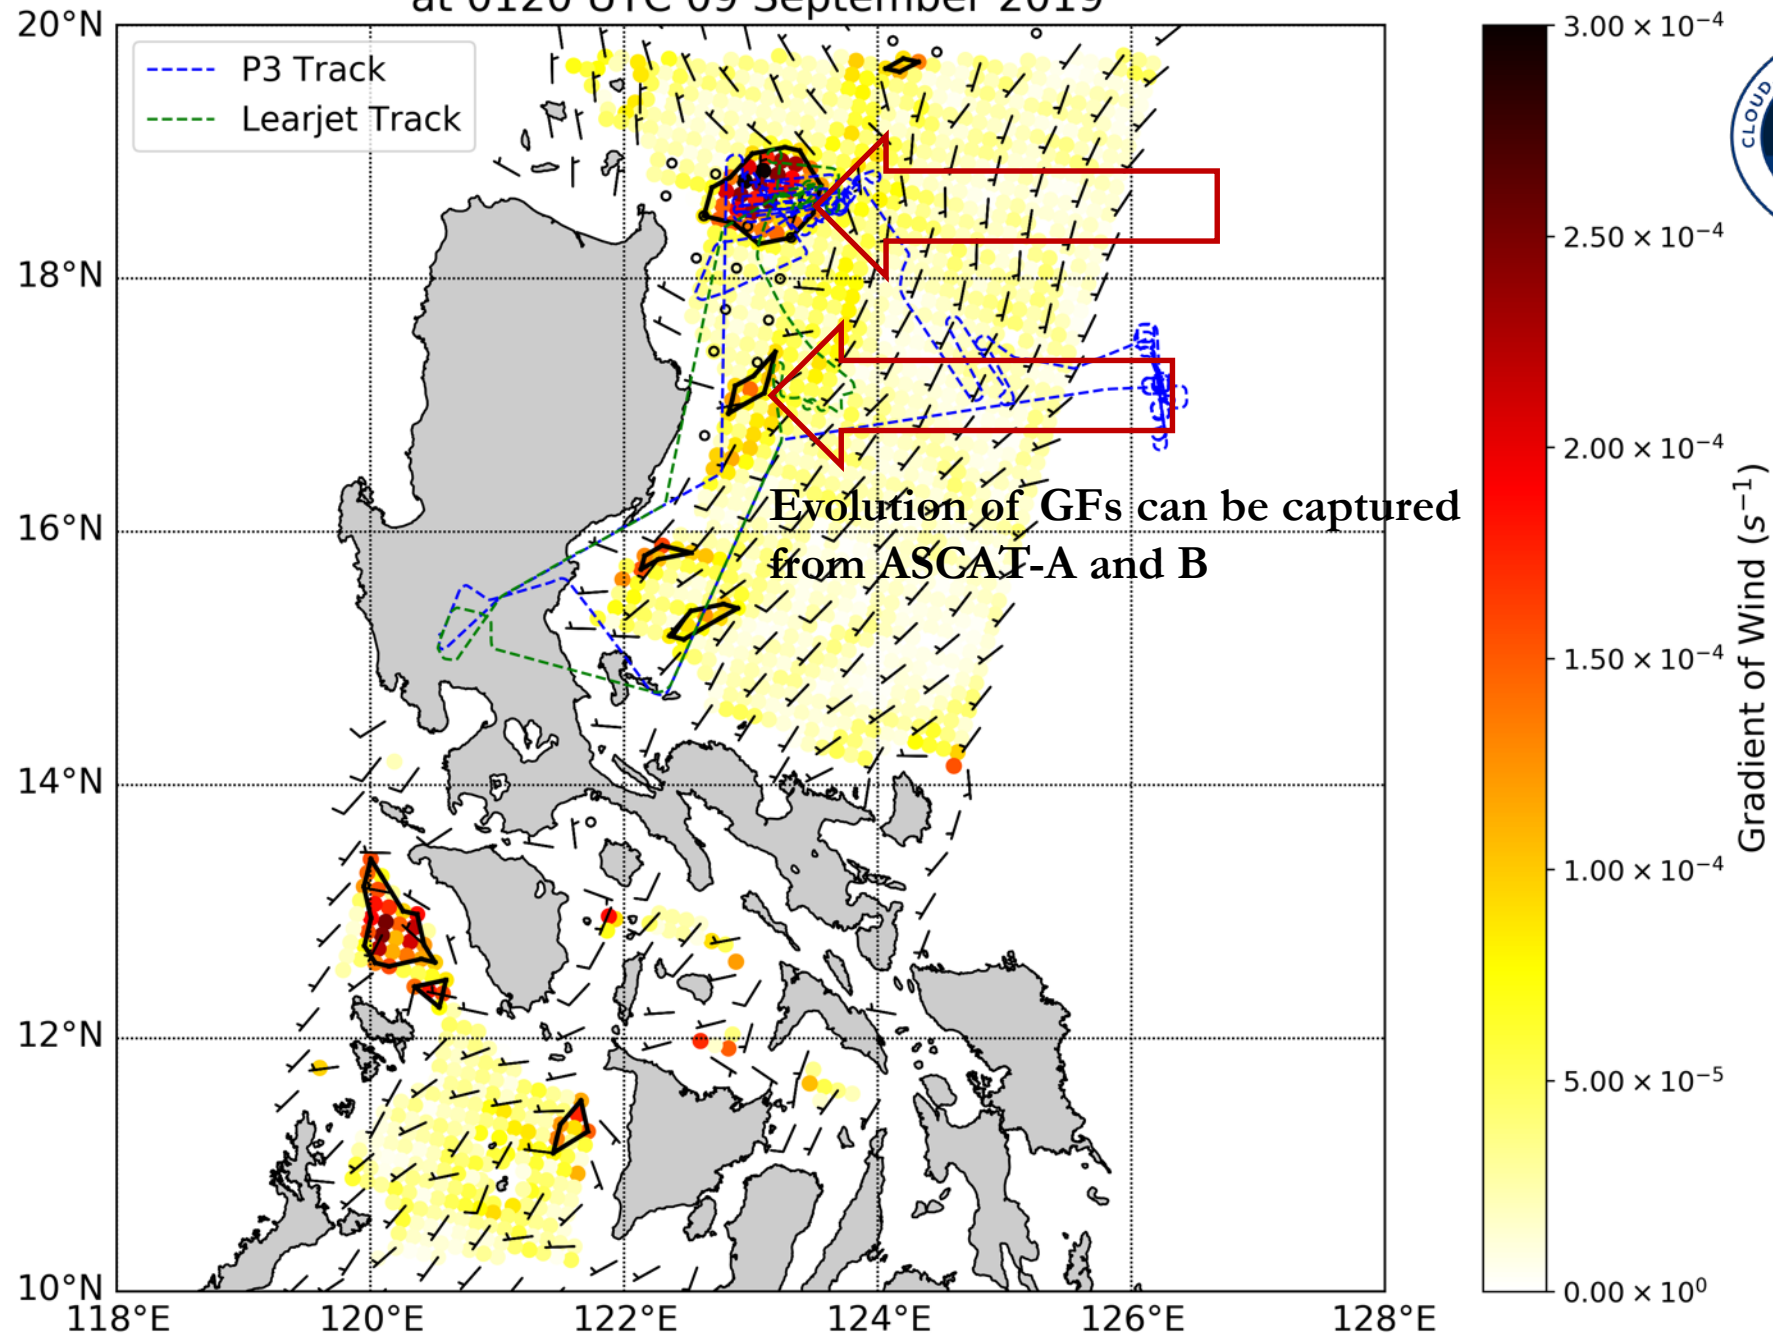 at 0120 UTC 09 September 2019
20°N
18°N
16°N
14°N
12°N
10°N
118°E
120°E
122°E
124°E
126°E
128°E
P3 Track
Learjet Track
Evolution of GFs can be captured
from ASCAT-A and B
3.00 × 10⁻⁴
2.50 × 10⁻⁴
2.00 × 10⁻⁴
1.50 × 10⁻⁴
1.00 × 10⁻⁴
5.00 × 10⁻⁵
0.00 × 10⁰
Gradient of Wind (s⁻¹)
CLOUD